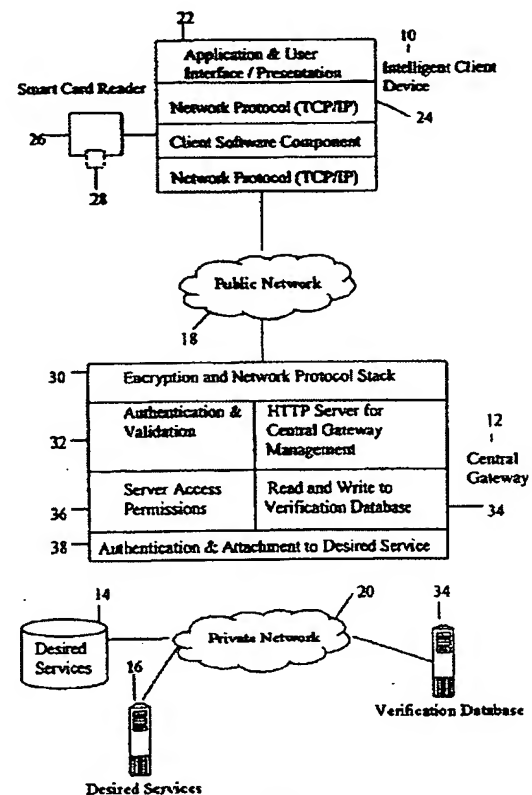 22
10
Application & User
Interface / Presentation
Intelligent Client
Device
Smart Card Reader
Network Protocol (TCP/IP)
24
26
Client Software Component
28
Network Protocol (TCP/IP)
Public Network
18
30
Encryption and Network Protocol Stack
12
32
Authentication &
Validation
HTTP Server for
Central Gateway
Management
Central
Gateway
36
Server Access
Permissions
Read and Write to
Verification Database
34
38
Authentication & Attachment to Desired Service
14
20
34
Desired
Services
Private Network
16
Verification Database
Desired Services